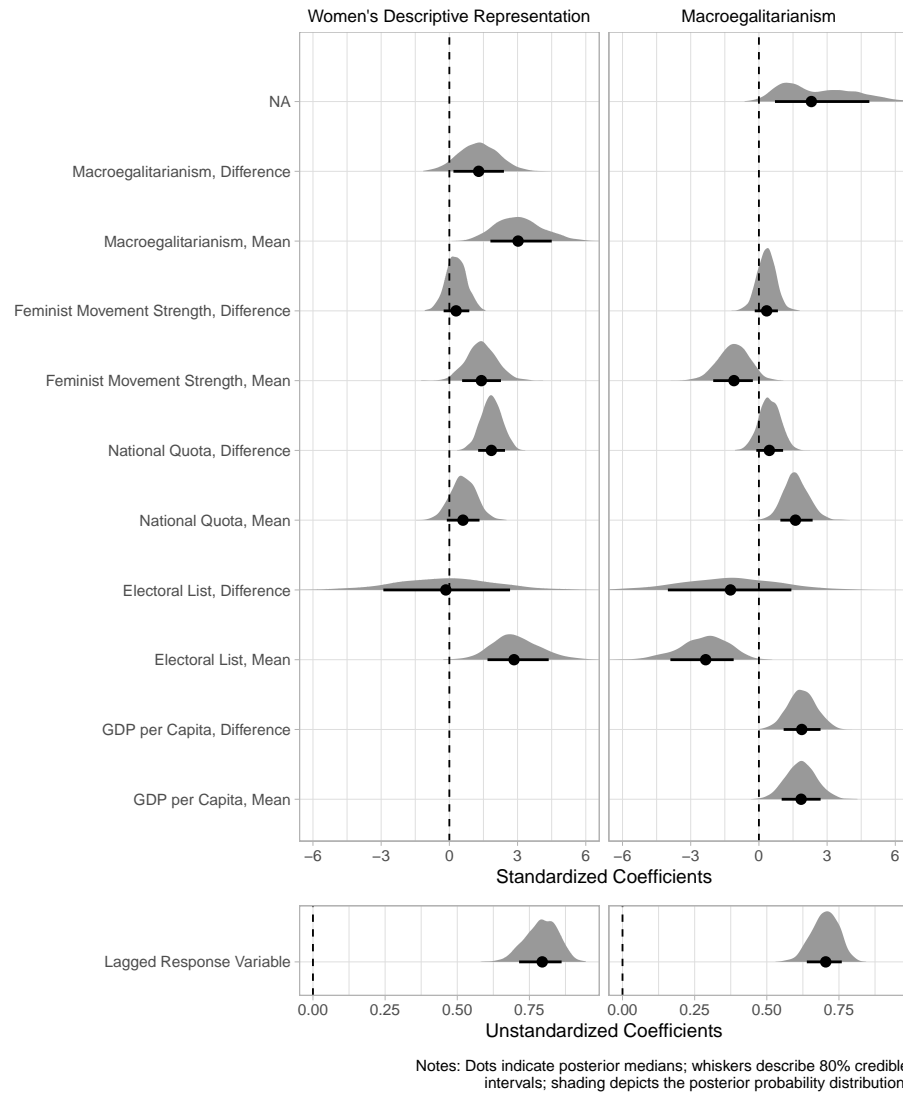 Women's Descriptive Representation
Macroegalitarianism
NA
Macroegalitarianism, Difference
Macroegalitarianism, Mean
Feminist Movement Strength, Difference
Feminist Movement Strength, Mean
National Quota, Difference
National Quota, Mean
Electoral List, Difference
Electoral List, Mean
GDP per Capita, Difference
GDP per Capita, Mean
−6 −3 0 3 6 −6 −3 0 3 6
Standardized Coefficients
Lagged Response Variable
0.00 0.25 0.50 0.75 0.00 0.25 0.50 0.75
Unstandardized Coefficients
Notes: Dots indicate posterior medians; whiskers describe 80% credible
intervals; shading depicts the posterior probability distribution